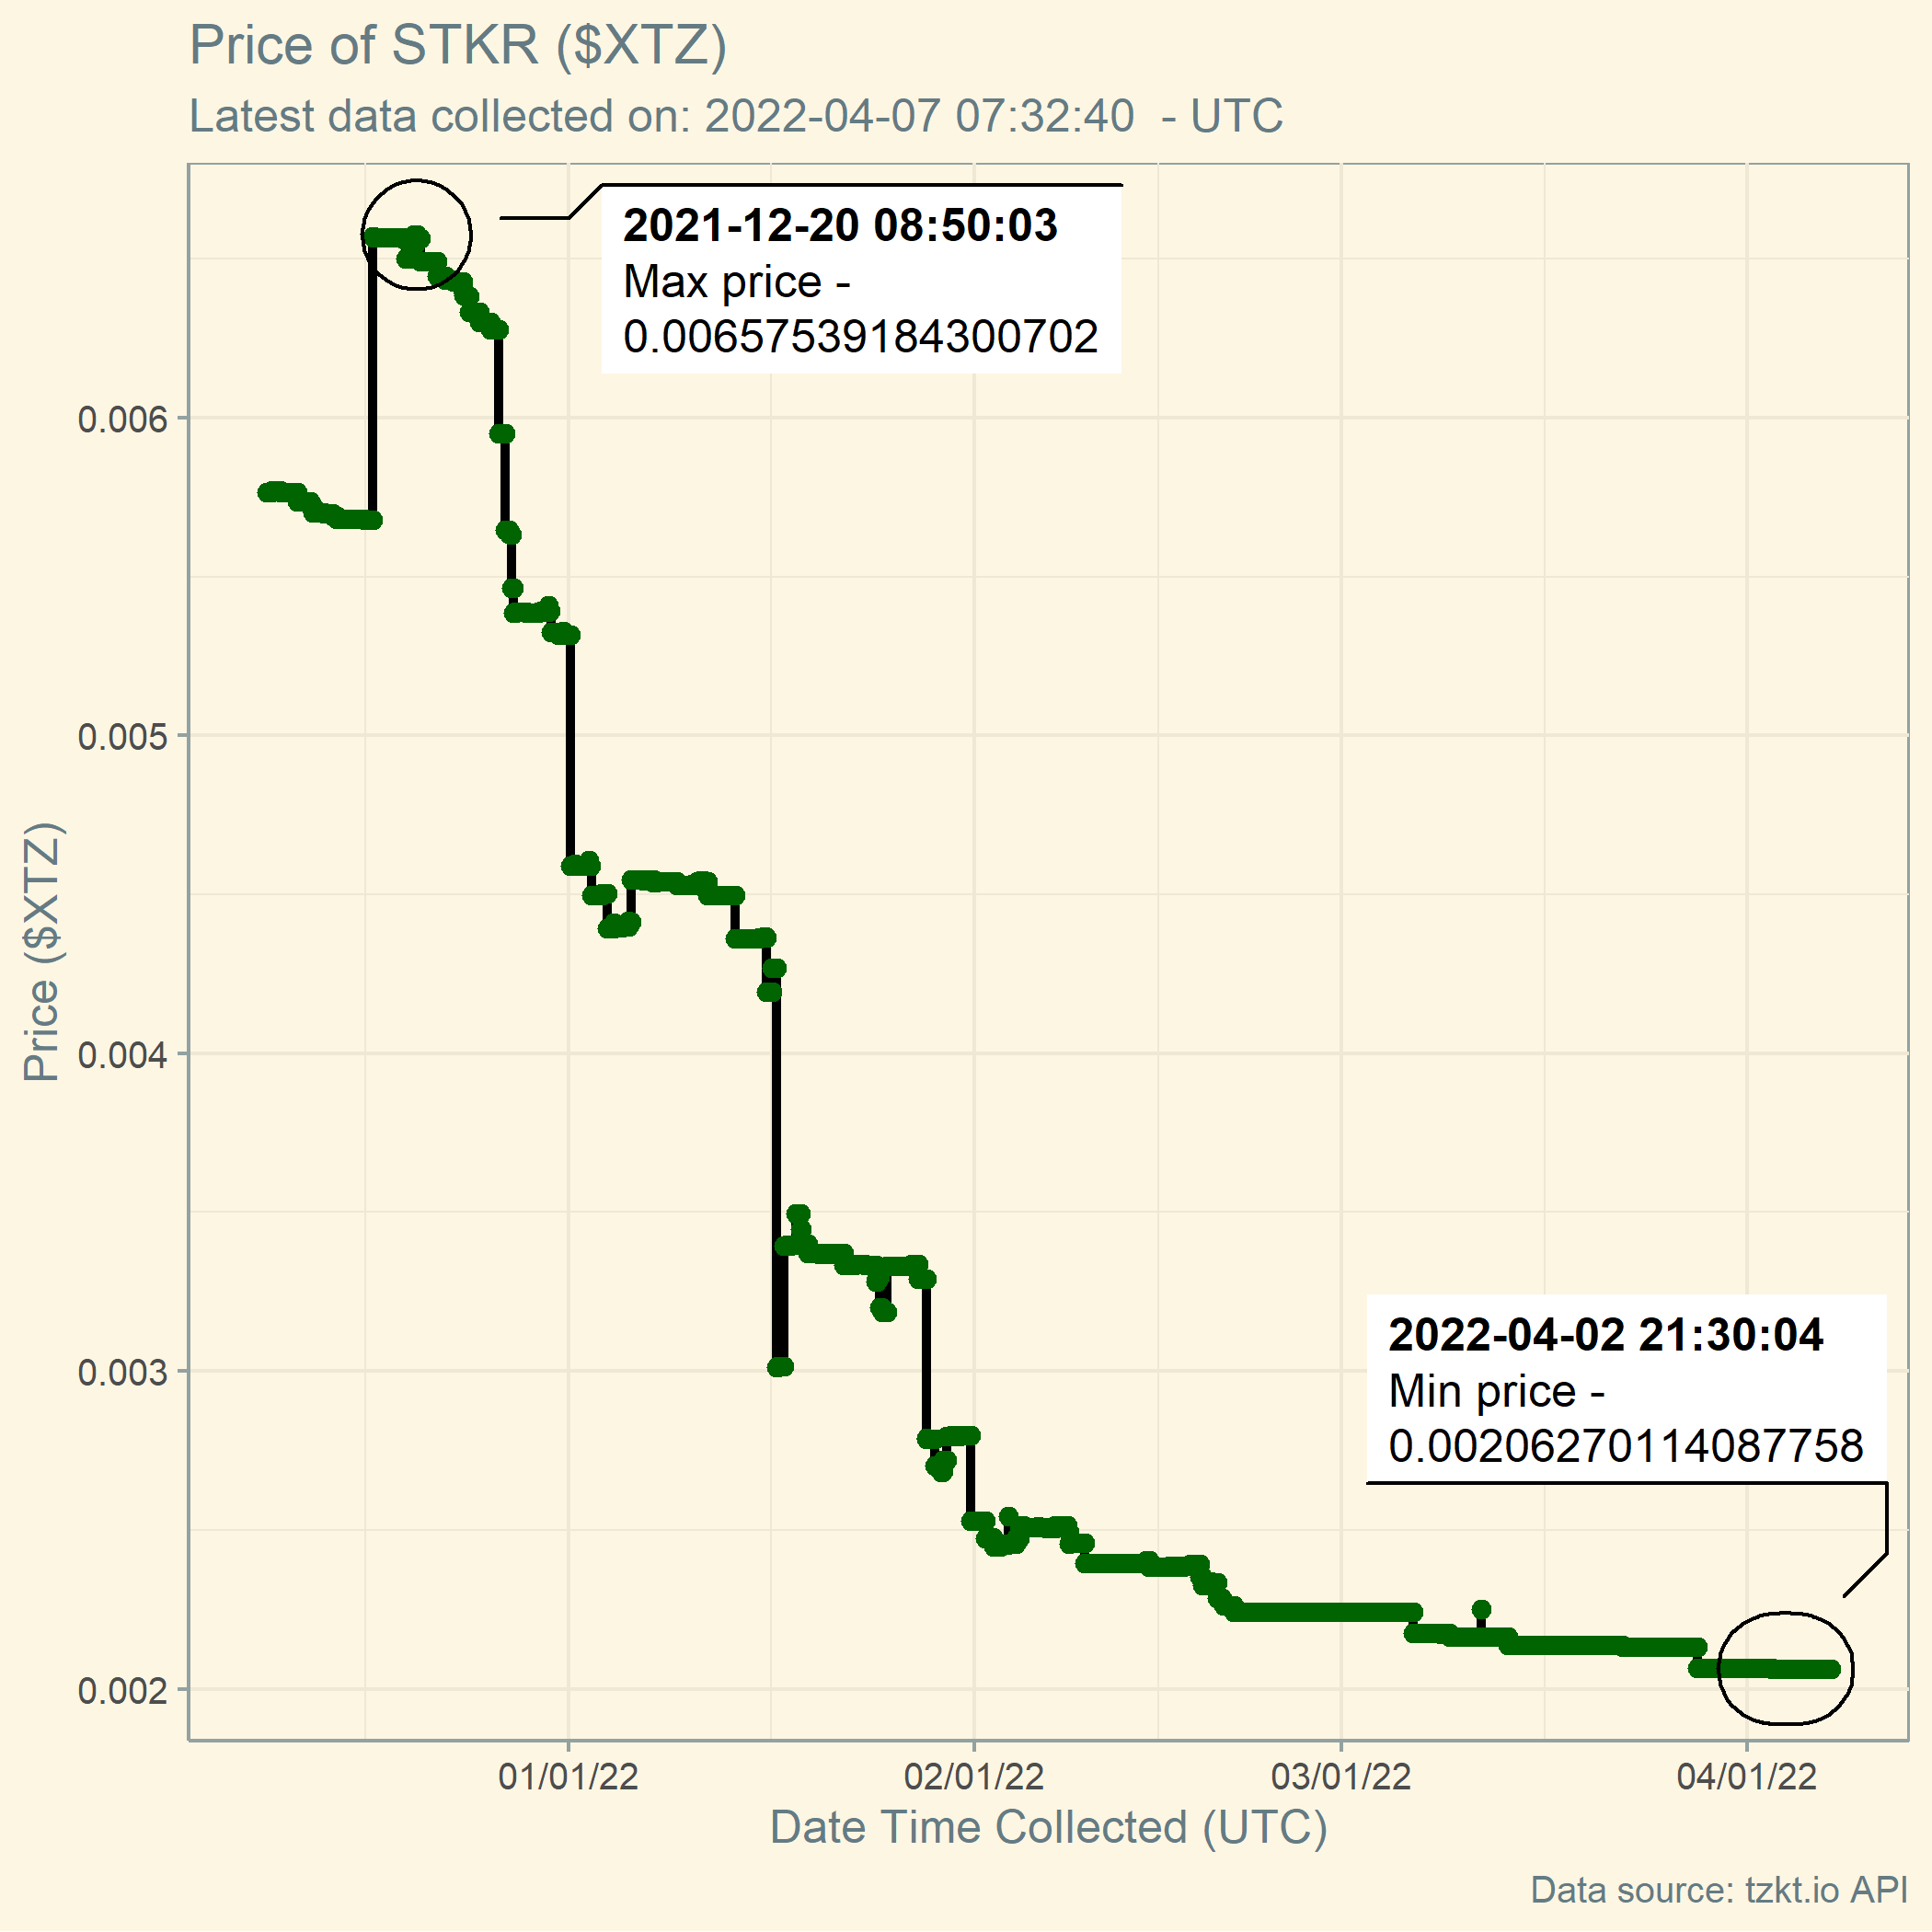 Price of STKR ($XTZ)
Latest data collected on: 2022-04-07 07:32:40  - UTC
2021-12-20 08:50:03
Max price -
0.00657539184300702
0.006
0.005
0.004
0.003
0.002
Price ($XTZ)
2022-04-02 21:30:04
Min price -
0.00206270114087758
01/01/22
02/01/22
03/01/22
04/01/22
Date Time Collected (UTC)
Data source: tzkt.io API